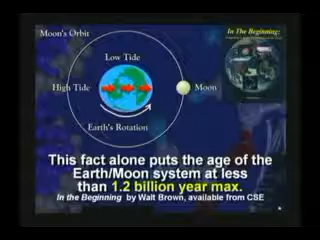 Moon's Orbit
In The Beginning:
Low Tide
High Tide
Moon
Earth's Rotation
This fact alone puts the age of the
Earth/Moon system at less
than 1.2 billion year max.
In the Beginning by Walt Brown, available from CSE